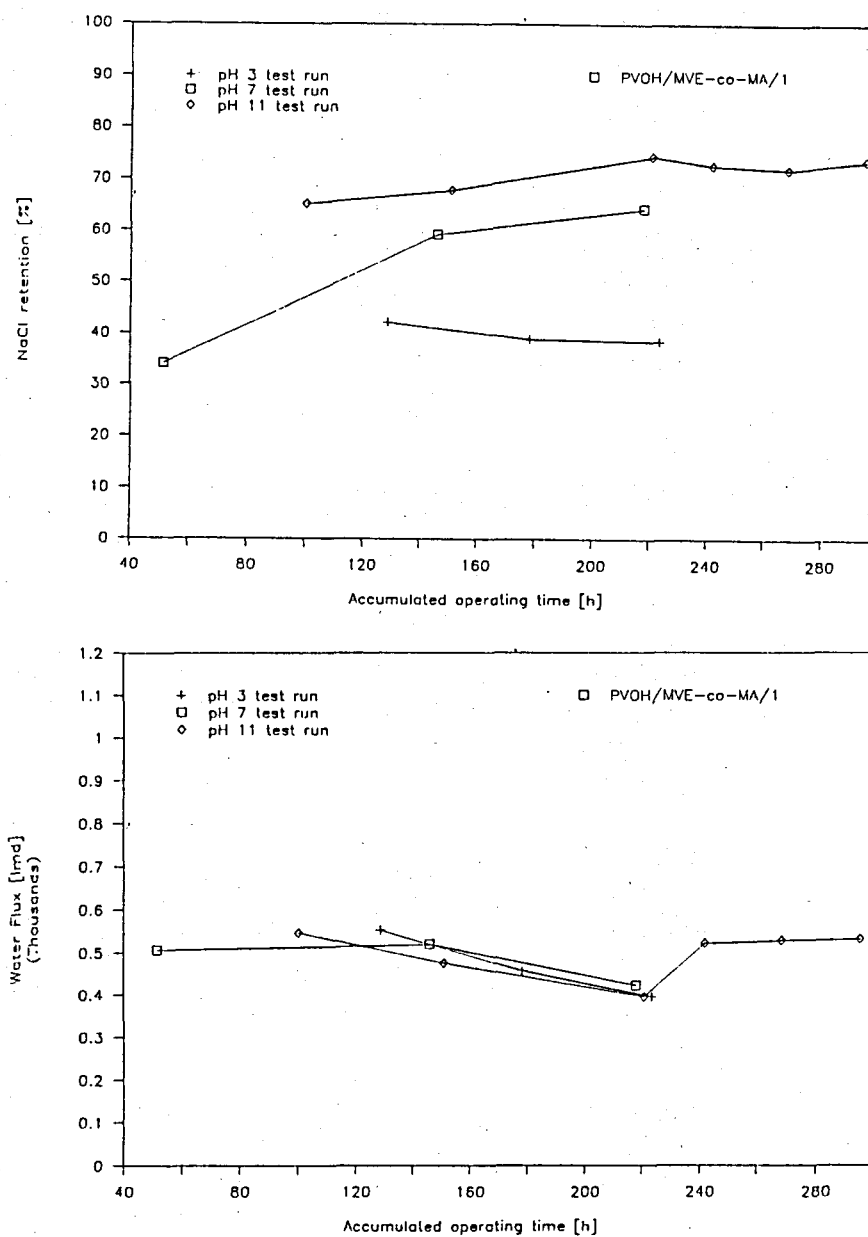 100
90
80
70
60
50
40
30
20
10
0
NaCl retention [%]
+ pH 3 test run
□ pH 7 test run
◇ pH 11 test run
□ PVOH/MVE-co-MA/1
40 120 160 200 240 280
Accumulated operating time [h]
1.2
1.1
1
0.9
0.8
0.7
0.6
0.5
0.4
0.3
0.2
0.1
0
Water Flux [lmd]
(Thousands)
+ pH 3 test run
□ pH 7 test run
◇ pH 11 test run
□ PVOH/MVE-co-MA/1
40 120 160 200 240 280
Accumulated operating time [h]